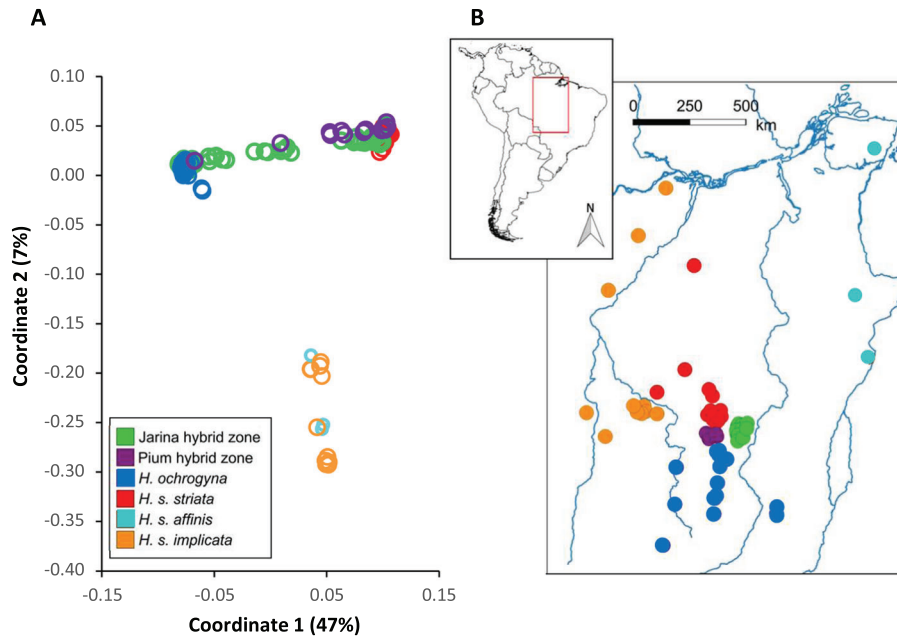 A
B
0.10
0.05
0.00
-0.05
-0.10
-0.15
-0.20
-0.25
-0.30
-0.35
-0.40
Coordinate 2 (7%)
Jarina hybrid zone
Pium hybrid zone
H. ochrogyna
H. s. striata
H. s. affinis
H. s. implicata
-0.15
-0.05
0.05
0.15
Coordinate 1 (47%)
N
0 250 500
km